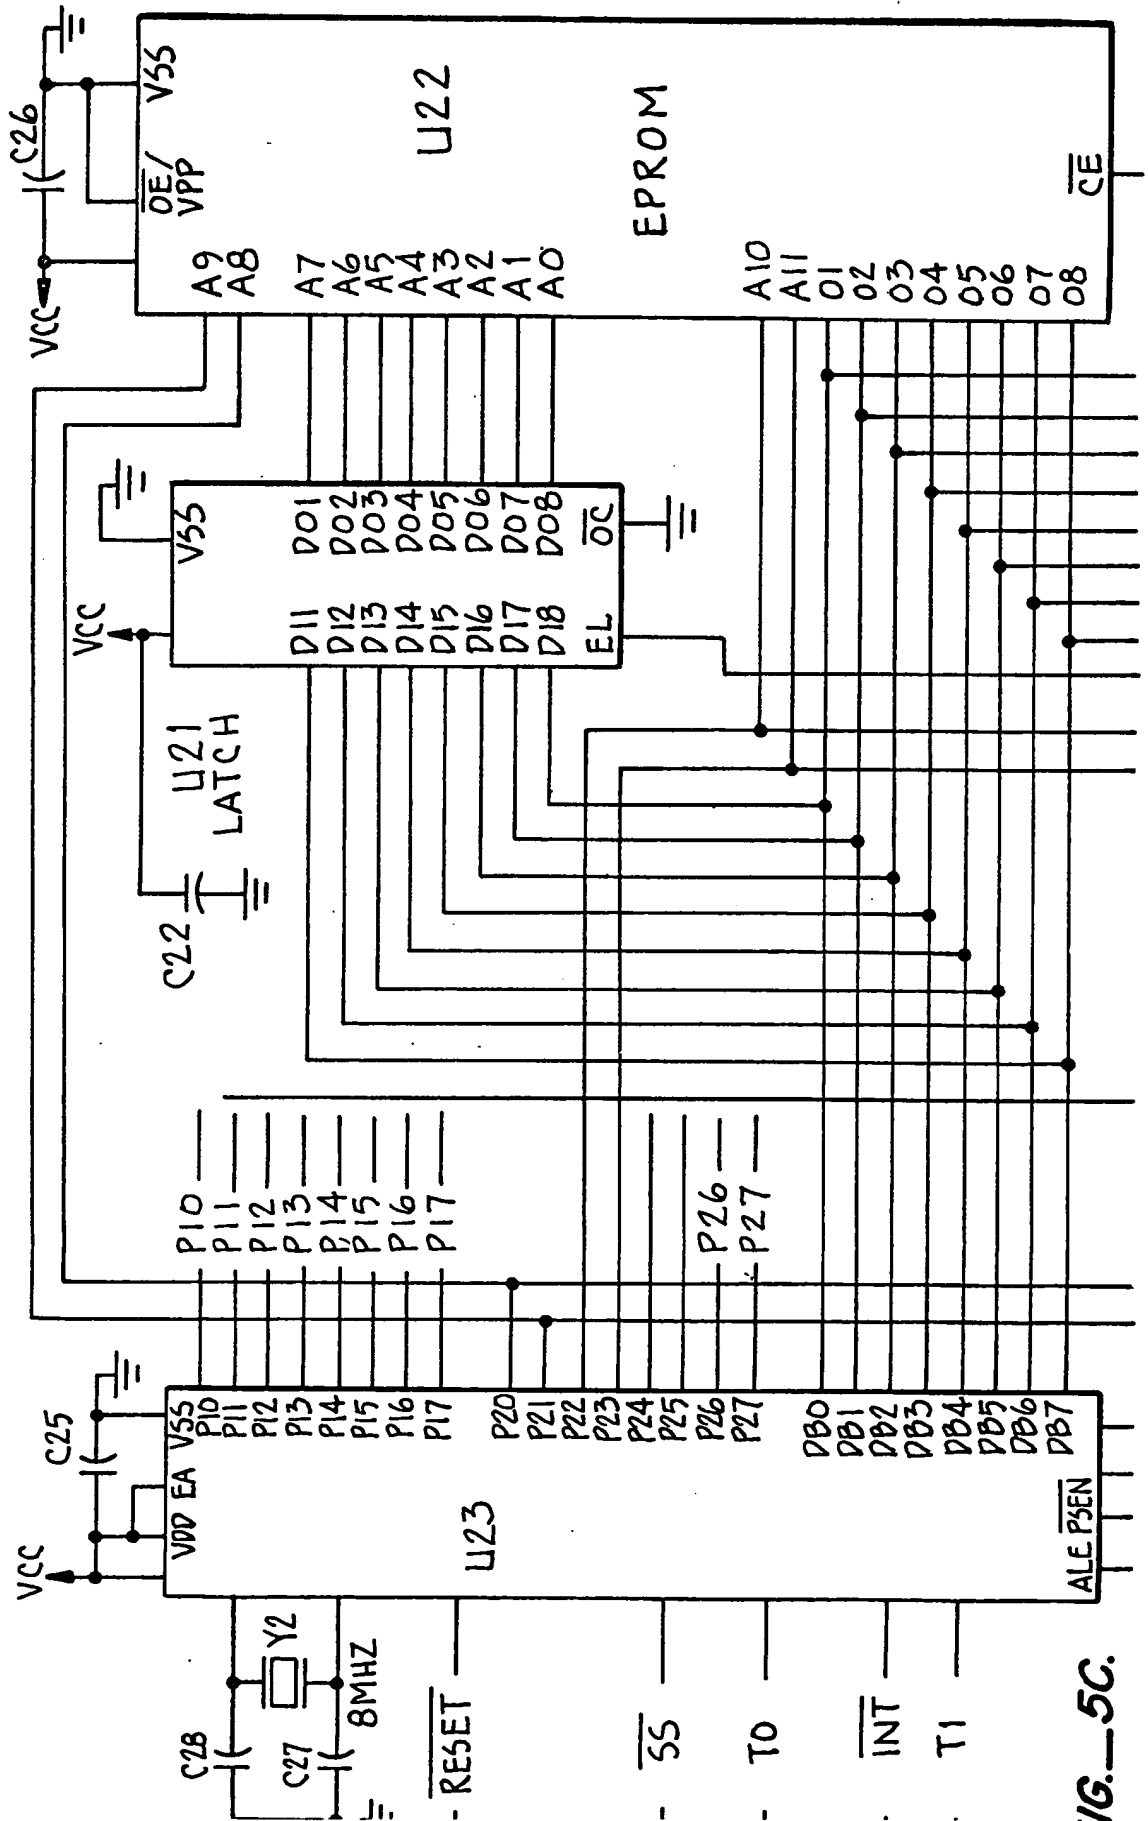 VCC
C26
OE/
VPP
VSS
U22
EPROM
CE
A9
A8
A7
A6
A5
A4
A3
A2
A1
A0
A10
A11
O1
O2
O3
O4
O5
O6
O7
O8
VCC
VSS
U21
LATCH
C22
DI1
DI2
DI3
DI4
DI5
DI6
DI7
DI8
EL
DO1
DO2
DO3
DO4
DO5
DO6
DO7
DO8
OC
P10
P11
P12
P13
P14
P15
P16
P17
P26
P27
VCC
C25
VDD
EA
VSS
P10
P11
P12
P13
P14
P15
P16
P17
P20
P21
P22
P23
P24
P25
P26
P27
DB0
DB1
DB2
DB3
DB4
DB5
DB6
DB7
U23
ALE
PSEN
C28
C27
Y2
8MHZ
RESET
SS
T0
INT
T1
IG.—5C.